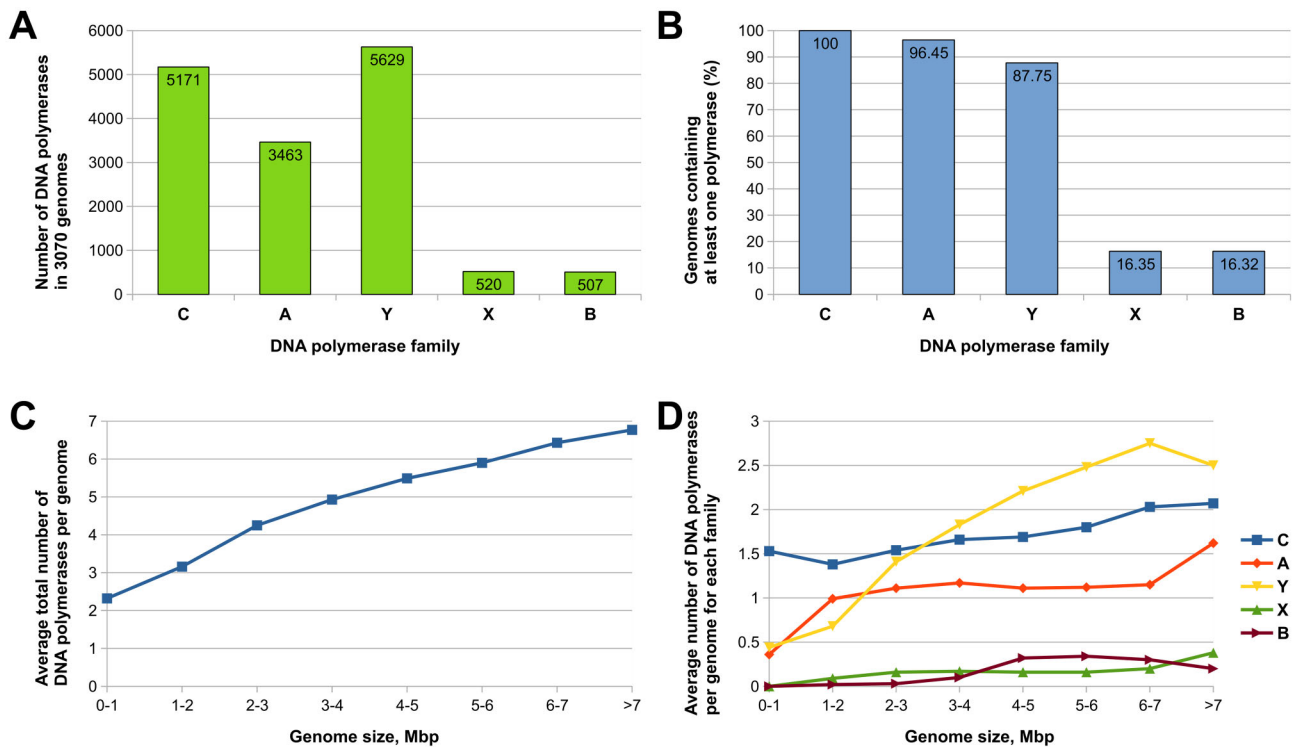 A
Number of DNA polymerases
in 3070 genomes
6000
5000
4000
3000
2000
1000
0
5171
3463
5629
520
507
C A Y X B
DNA polymerase family
B
Genomes containing
at least one polymerase (%)
100
90
80
70
60
50
40
30
20
10
0
100
96.45
87.75
16.35
16.32
C A Y X B
DNA polymerase family
C
Average total number of
DNA polymerases per genome
7
6
5
4
3
2
1
0
0-1 1-2 2-3 3-4 4-5 5-6 6-7 >7
Genome size, Mbp
D
Average number of DNA polymerases
per genome for each family
3
2.5
2
1.5
1
0.5
0
0-1 1-2 2-3 3-4 4-5 5-6 6-7 >7
Genome size, Mbp
C
A
Y
X
B